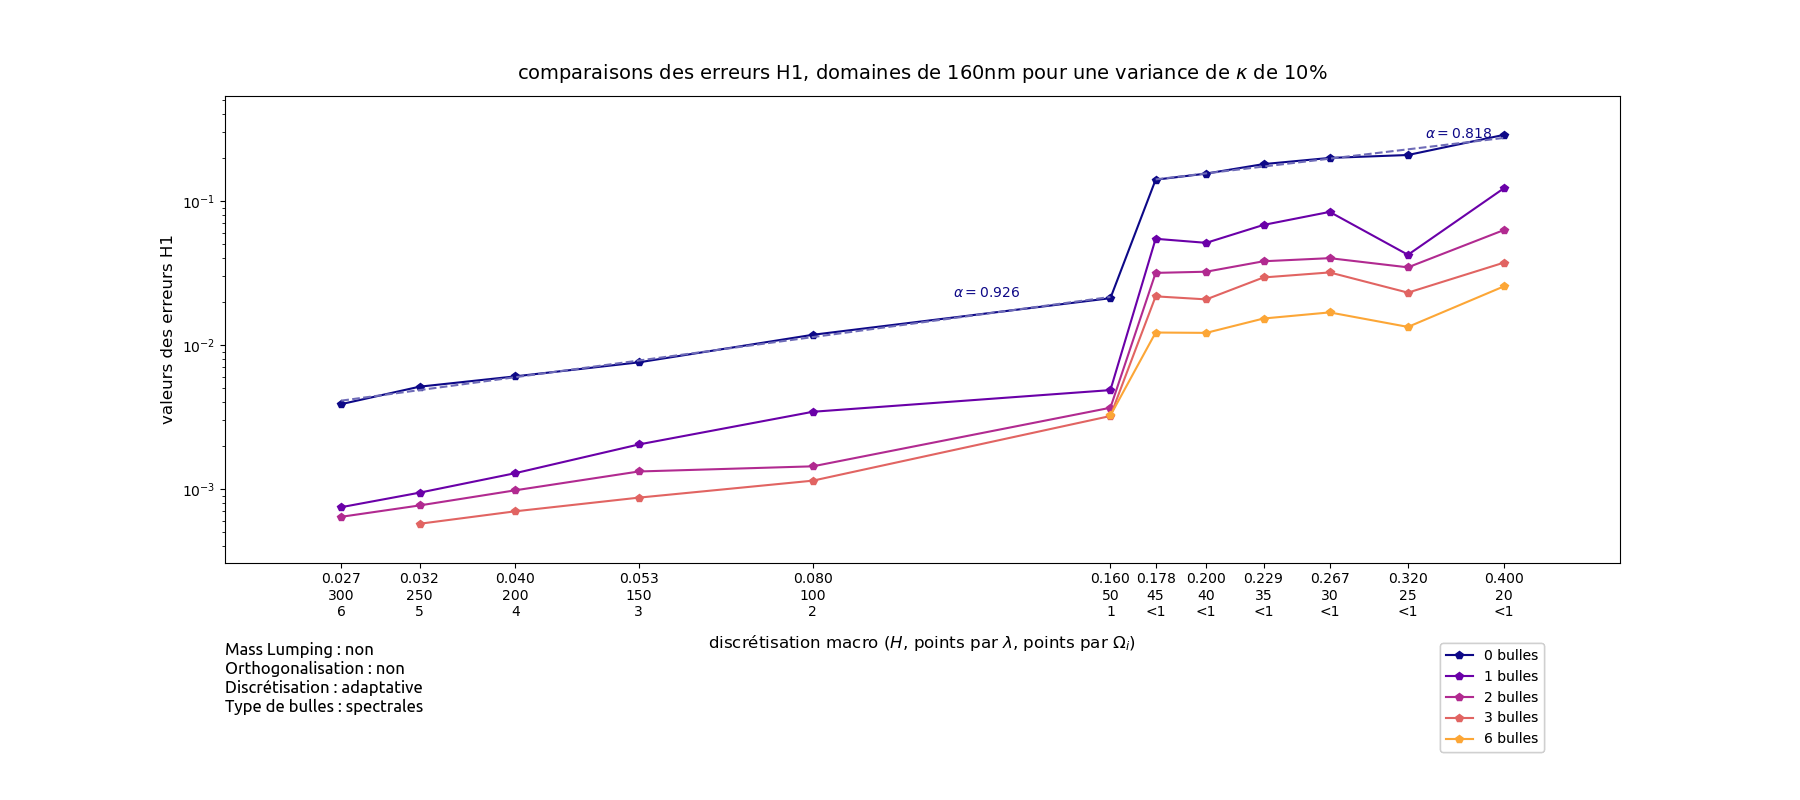 comparaisons des erreurs H1, domaines de 160nm pour une variance de κ de 10%
valeurs des erreurs H1
10⁻¹
10⁻²
10⁻³
α = 0.818
α = 0.926
0.027 0.032 0.040 0.053 0.080 0.160 0.178 0.200 0.229 0.267 0.320 0.400
300 250 200 150 100 50 45 40 35 30 25 20
6 5 4 3 2 1 <1 <1 <1 <1 <1 <1
discrétisation macro (H, points par λ, points par Ωᵢ)
Mass Lumping : non
Orthogonalisation : non
Discrétisation : adaptative
Type de bulles : spectrales
0 bulles
1 bulles
2 bulles
3 bulles
6 bulles